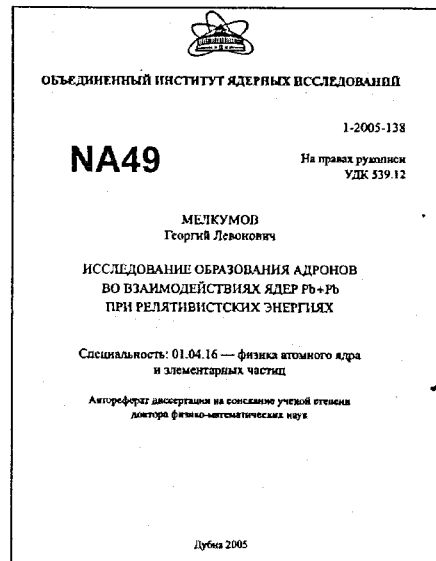 ОБЪЕДИНЕННЫЙ ИНСТИТУТ ЯДЕРНЫХ ИССЛЕДОВАНИЙ
1-2005-138
NA49
На правах рукописи
УДК 539.12
МЕЛКУМОВ
Георгий Левонович
ИССЛЕДОВАНИЕ ОБРАЗОВАНИЯ АДРОНОВ
ВО ВЗАИМОДЕЙСТВИЯХ ЯДЕР Pb+Pb
ПРИ РЕЛЯТИВИСТСКИХ ЭНЕРГИЯХ
Специальность: 01.04.16 — физика атомного ядра
и элементарных частиц
Автореферат диссертации на соискание ученой степени
доктора физико-математических наук
Дубна 2005